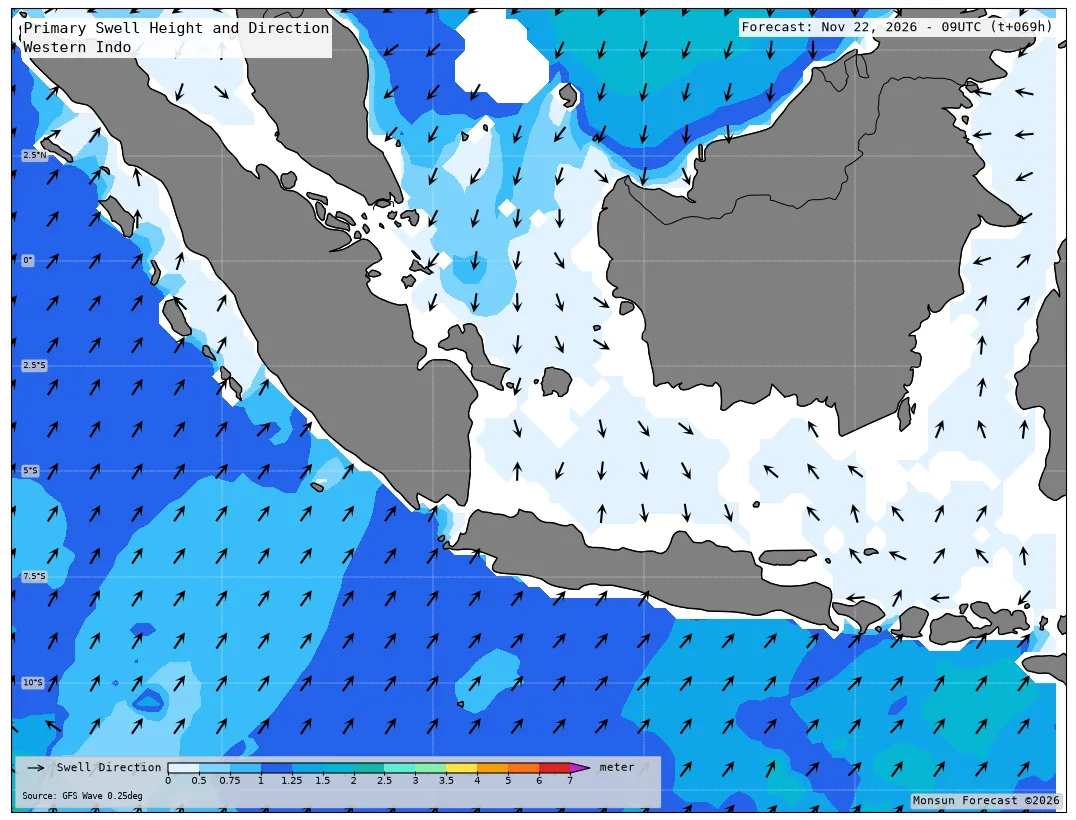 Primary Swell Height and Direction
Western Indo
Forecast: Nov 22, 2026 - 09UTC (t+069h)
2.5°N
0°
2.5°S
5°S
7.5°S
10°S
Swell Direction
0 0.5 0.75 1 1.25 1.5 2 2.5 3 3.5 4 5 6 7
meter
Source: GFS Wave 0.25deg
Monsun Forecast ©2026